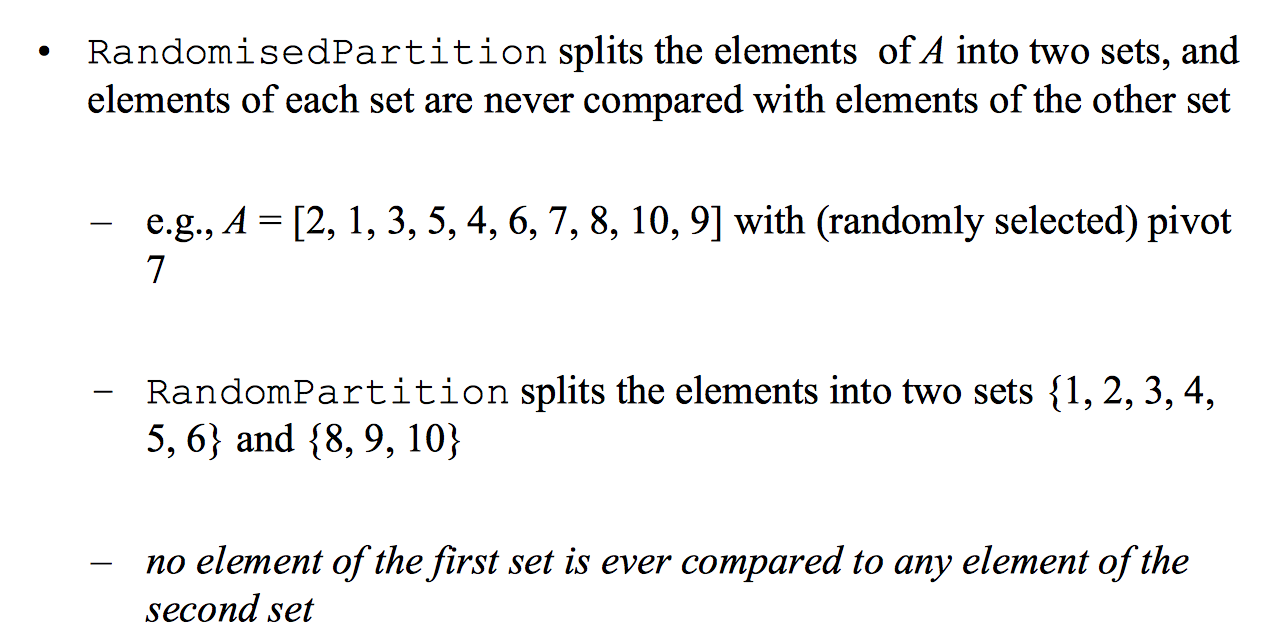 • RandomisedPartition splits the elements of A into two sets, and
elements of each set are never compared with elements of the other set
– e.g., A = [2, 1, 3, 5, 4, 6, 7, 8, 10, 9] with (randomly selected) pivot
7
– RandomPartition splits the elements into two sets {1, 2, 3, 4,
5, 6} and {8, 9, 10}
– no element of the first set is ever compared to any element of the
second set